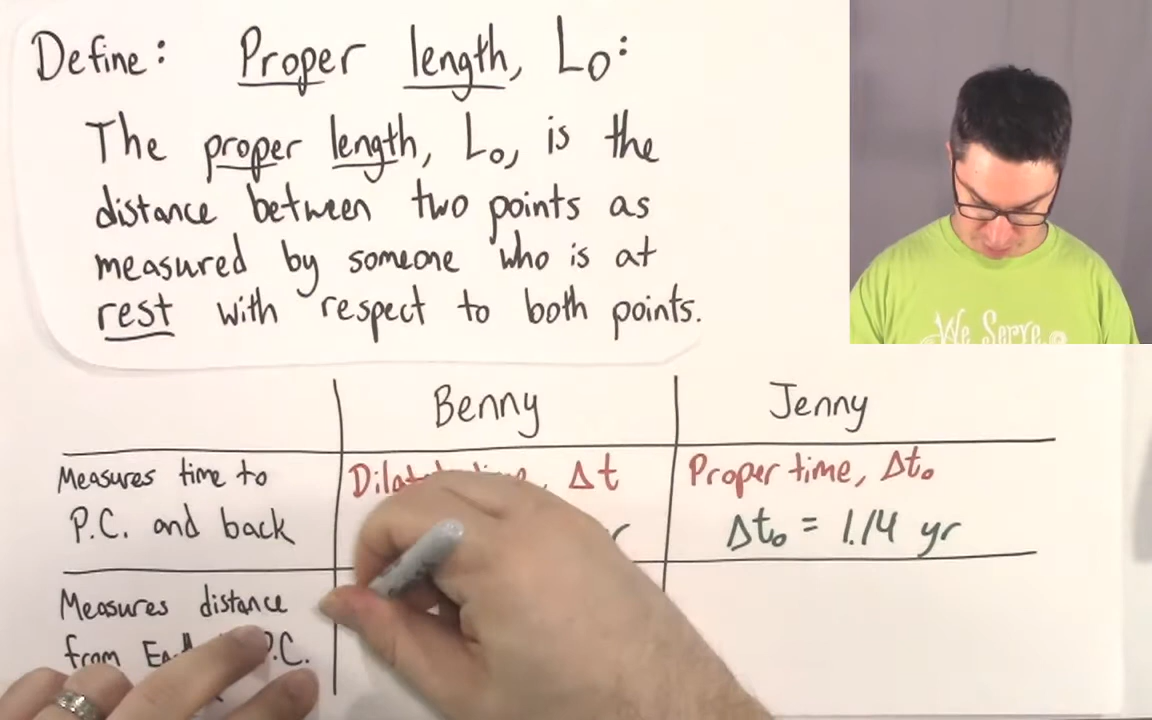 Define: Proper length, L₀:
The proper length, L₀, is the
distance between two points as
measured by someone who is at
rest with respect to both points.
We Serve
Benny
Jenny
Measures time to
P.C. and back
Δt
Proper time, Δt₀
Δt₀ = 1.14 yr
Measures distance
from P.C.